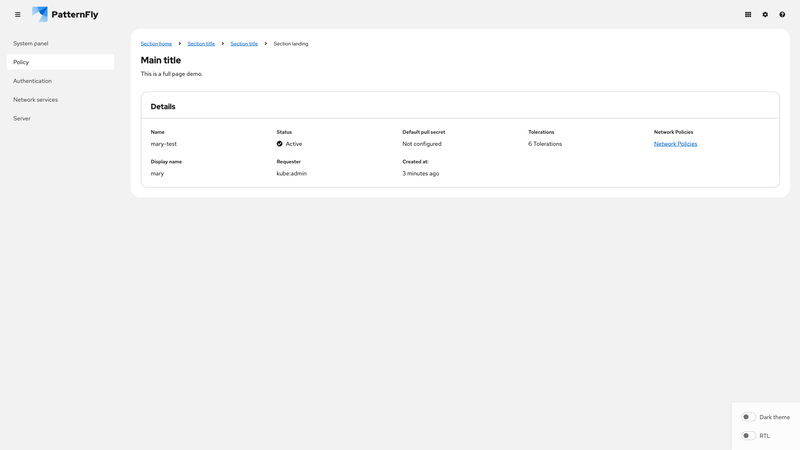 PatternFly
System panel
Policy
Authentication
Network services
Server
Section home > Section title > Section title > Section landing
Main title
This is a full page demo.
Details
Name Status Default pull secret Tolerations Network Policies
mary-test Active Not configured 6 Tolerations Network Policies
Display name Requester Created at:
mary kube:admin 3 minutes ago
Dark theme
RTL